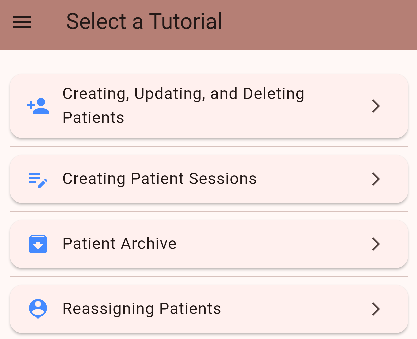 Select a Tutorial
Creating, Updating, and Deleting
Patients
Creating Patient Sessions
Patient Archive
Reassigning Patients